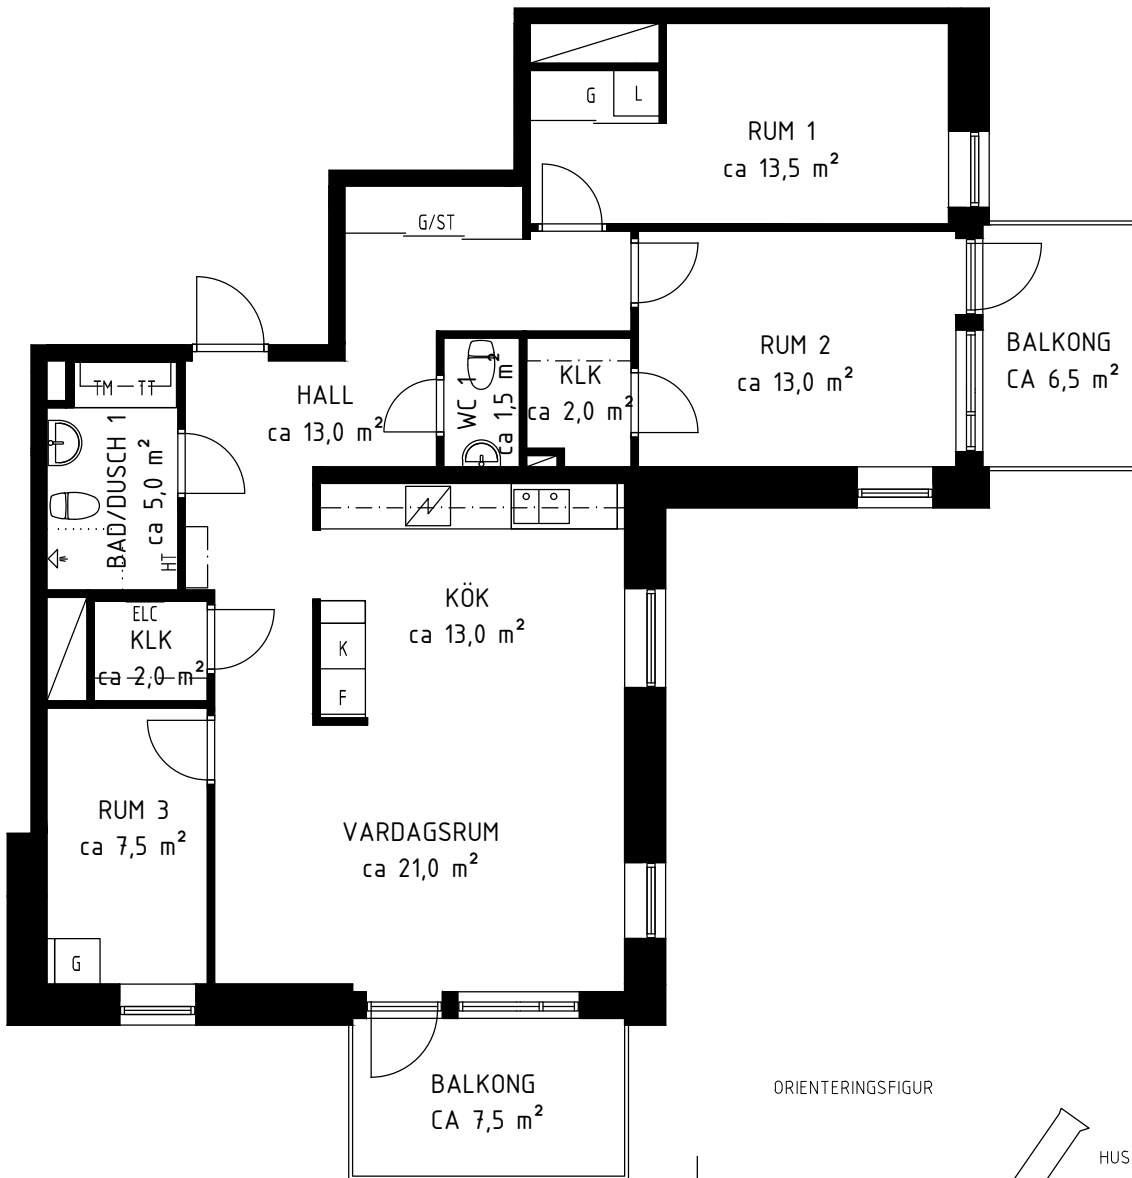 G
L
RUM 1
ca 13,5 m²
G/ST
RUM 2
ca 13,0 m²
BALKONG
CA 6,5 m²
TM
TT
HALL
ca 13,0 m²
WC 1
ca 1,5 m²
KLK
ca 2,0 m²
BAD/DUSCH 1
ca 5,0 m²
HT
KÖK
ca 13,0 m²
ELC
KLK
ca 2,0 m²
K
F
RUM 3
ca 7,5 m²
VARDAGSRUM
ca 21,0 m²
G
BALKONG
CA 7,5 m²
ORIENTERINGSFIGUR
HUS